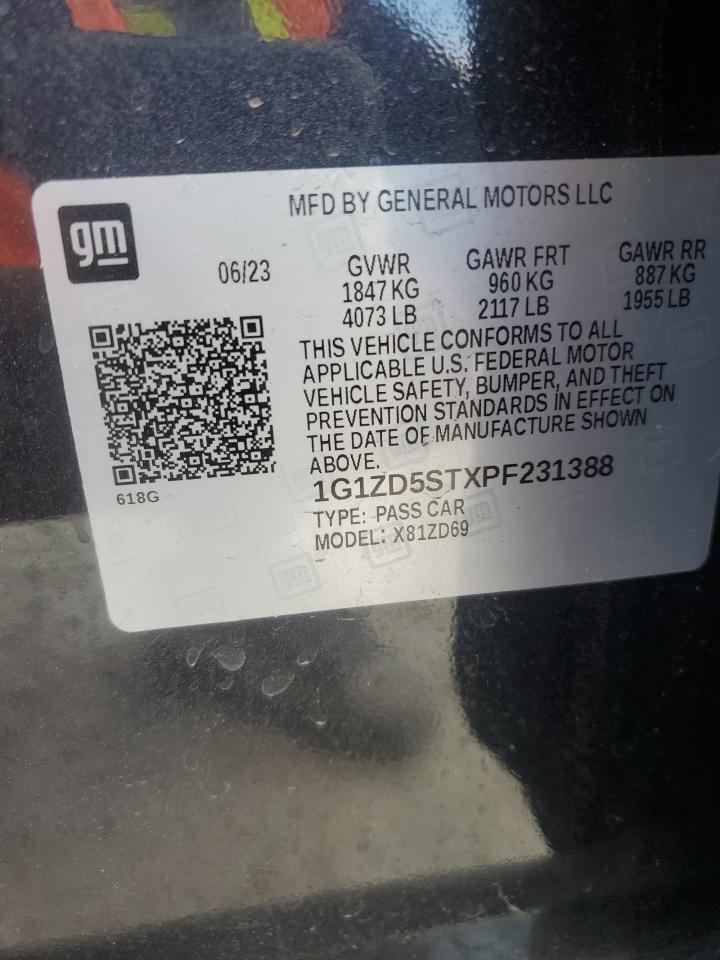 MFD BY GENERAL MOTORS LLC
gm
06/23
GVWR
1847 KG
4073 LB
GAWR FRT
960 KG
2117 LB
GAWR RR
887 KG
1955 LB
THIS VEHICLE CONFORMS TO ALL
APPLICABLE U.S. FEDERAL MOTOR
VEHICLE SAFETY, BUMPER, AND THEFT
PREVENTION STANDARDS IN EFFECT ON
THE DATE OF MANUFACTURE SHOWN
ABOVE.
1G1ZD5STXPF231388
TYPE: PASS CAR
MODEL: X81ZD69
618G